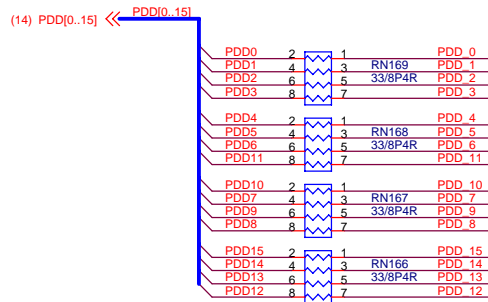 (14) PDD[0..15] PDD[0..15]
PDD0 2 1 PDD_0
PDD1 4 3 RN169 PDD_1
PDD2 6 5 33/8P4R PDD_2
PDD3 8 7 PDD_3
PDD4 2 1 PDD_4
PDD5 4 3 RN168 PDD_5
PDD6 6 5 33/8P4R PDD_6
PDD11 8 7 PDD_11
PDD10 2 1 PDD_10
PDD7 4 3 RN167 PDD_7
PDD9 6 5 33/8P4R PDD_9
PDD8 8 7 PDD_8
PDD15 2 1 PDD_15
PDD14 4 3 RN166 PDD_14
PDD13 6 5 33/8P4R PDD_13
PDD12 8 7 PDD_12